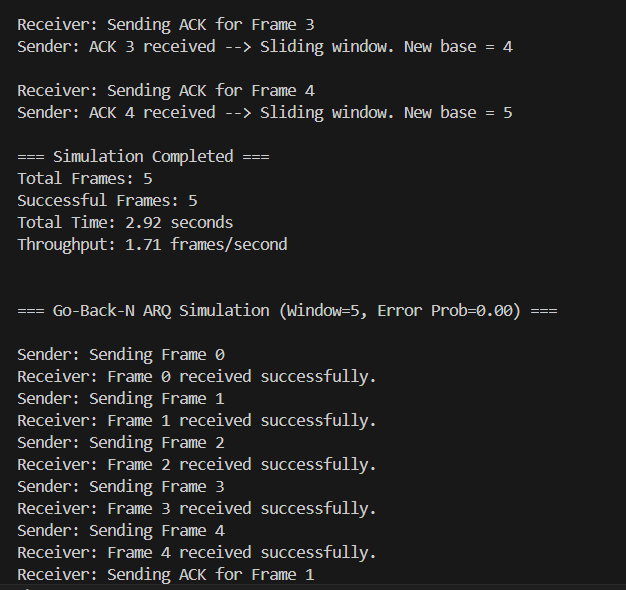 Receiver: Sending ACK for Frame 3
Sender: ACK 3 received --> Sliding window. New base = 4
Receiver: Sending ACK for Frame 4
Sender: ACK 4 received --> Sliding window. New base = 5
=== Simulation Completed ===
Total Frames: 5
Successful Frames: 5
Total Time: 2.92 seconds
Throughput: 1.71 frames/second
=== Go-Back-N ARQ Simulation (Window=5, Error Prob=0.00) ===
Sender: Sending Frame 0
Receiver: Frame 0 received successfully.
Sender: Sending Frame 1
Receiver: Frame 1 received successfully.
Sender: Sending Frame 2
Receiver: Frame 2 received successfully.
Sender: Sending Frame 3
Receiver: Frame 3 received successfully.
Sender: Sending Frame 4
Receiver: Frame 4 received successfully.
Receiver: Sending ACK for Frame 1